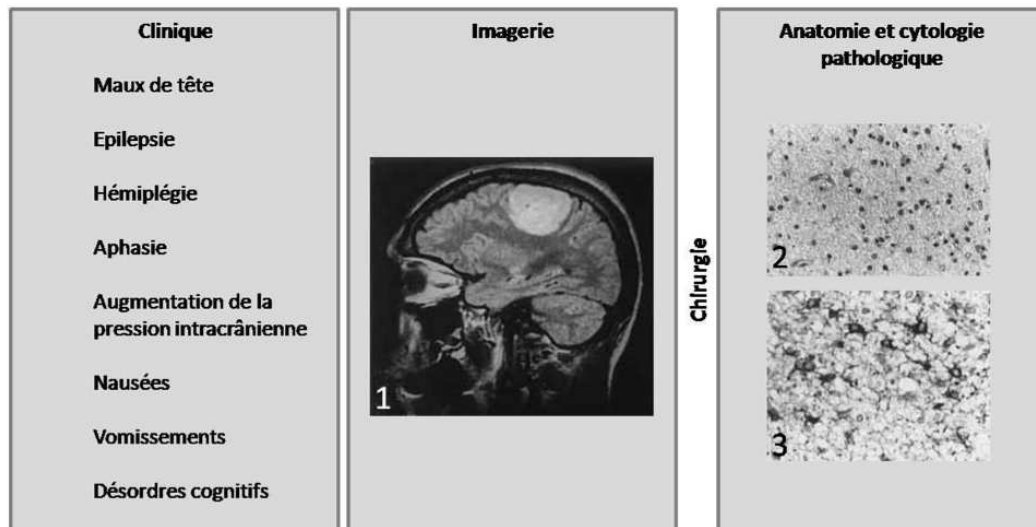 Clinique
Maux de tête
Epilepsie
Hémiplégie
Aphasie
Augmentation de la
pression intracrânienne
Nausées
Vomissements
Désordres cognitifs
Imagerie
1
Chirurgie
Anatomie et cytologie
pathologique
2
3